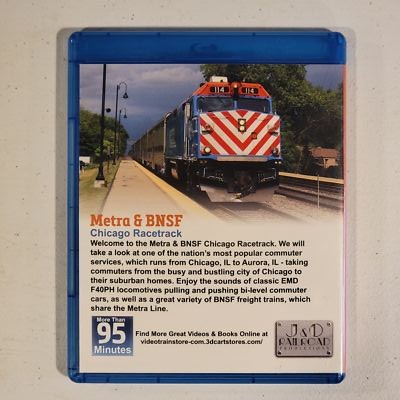 114 114
Metra & BNSF
Chicago Racetrack
Welcome to the Metra & BNSF Chicago Racetrack. We will
take a look at one of the nation's most popular commuter
services, which runs from Chicago, IL to Aurora, IL - taking
commuters from the busy and bustling city of Chicago to
their suburban homes. Enjoy the sounds of classic EMD
F40PH locomotives pulling and pushing bi-level commuter
cars, as well as a great variety of BNSF freight trains, which
share the Metra Line.
More Than
95
Minutes
Find More Great Videos & Books Online at
videotrainstore-com.3dcartstores.com/
J & D
RAILROAD
PRODUCTIONS